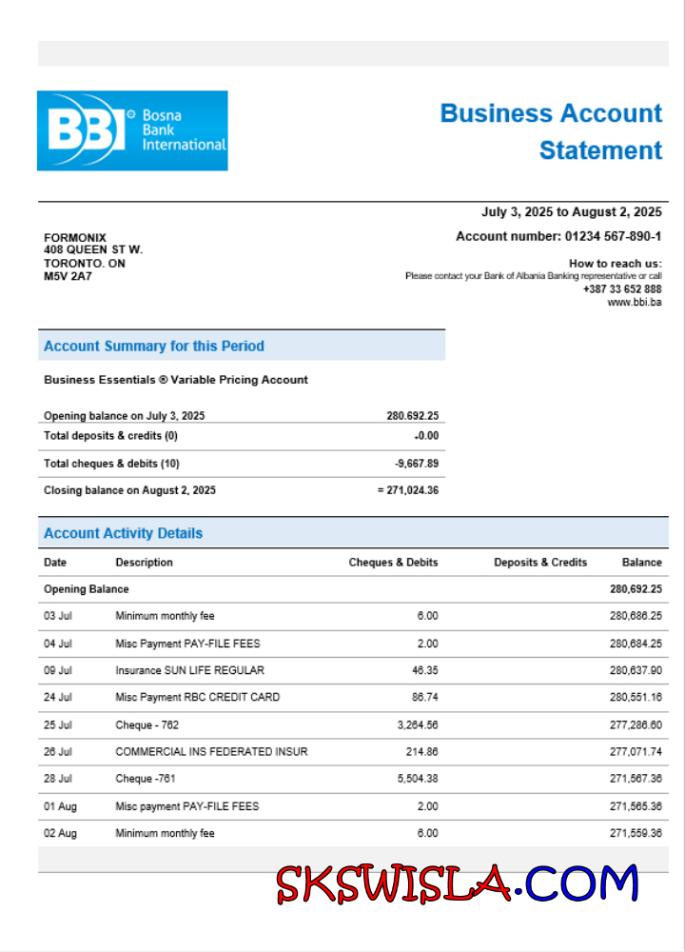 BBI® Bosna
Bank
International
Business Account
Statement
July 3, 2025 to August 2, 2025
FORMONIX
408 QUEEN ST W.
TORONTO. ON
M5V 2A7
Account number: 01234 567-890-1
How to reach us:
Please contact your Bank of Albania Banking representative or call
+387 33 652 888
www.bbi.ba
Account Summary for this Period
Business Essentials ® Variable Pricing Account
Opening balance on July 3, 2025 280.692.25
Total deposits & credits (0) -0.00
Total cheques & debits (10) -9,667.89
Closing balance on August 2, 2025 = 271,024.36
Account Activity Details
Date Description Cheques & Debits Deposits & Credits Balance
Opening Balance 280,692.25
03 Jul Minimum monthly fee 6.00 280,686.25
04 Jul Misc Payment PAY-FILE FEES 2.00 280,684.25
09 Jul Insurance SUN LIFE REGULAR 46.35 280,637.90
24 Jul Misc Payment RBC CREDIT CARD 86.74 280,551.16
25 Jul Cheque - 762 3,264.56 277,286.60
26 Jul COMMERCIAL INS FEDERATED INSUR 214.86 277,071.74
28 Jul Cheque -761 5,504.38 271,567.36
01 Aug Misc payment PAY-FILE FEES 2.00 271,565.36
02 Aug Minimum monthly fee 6.00 271,559.36
SKSWISLA.COM